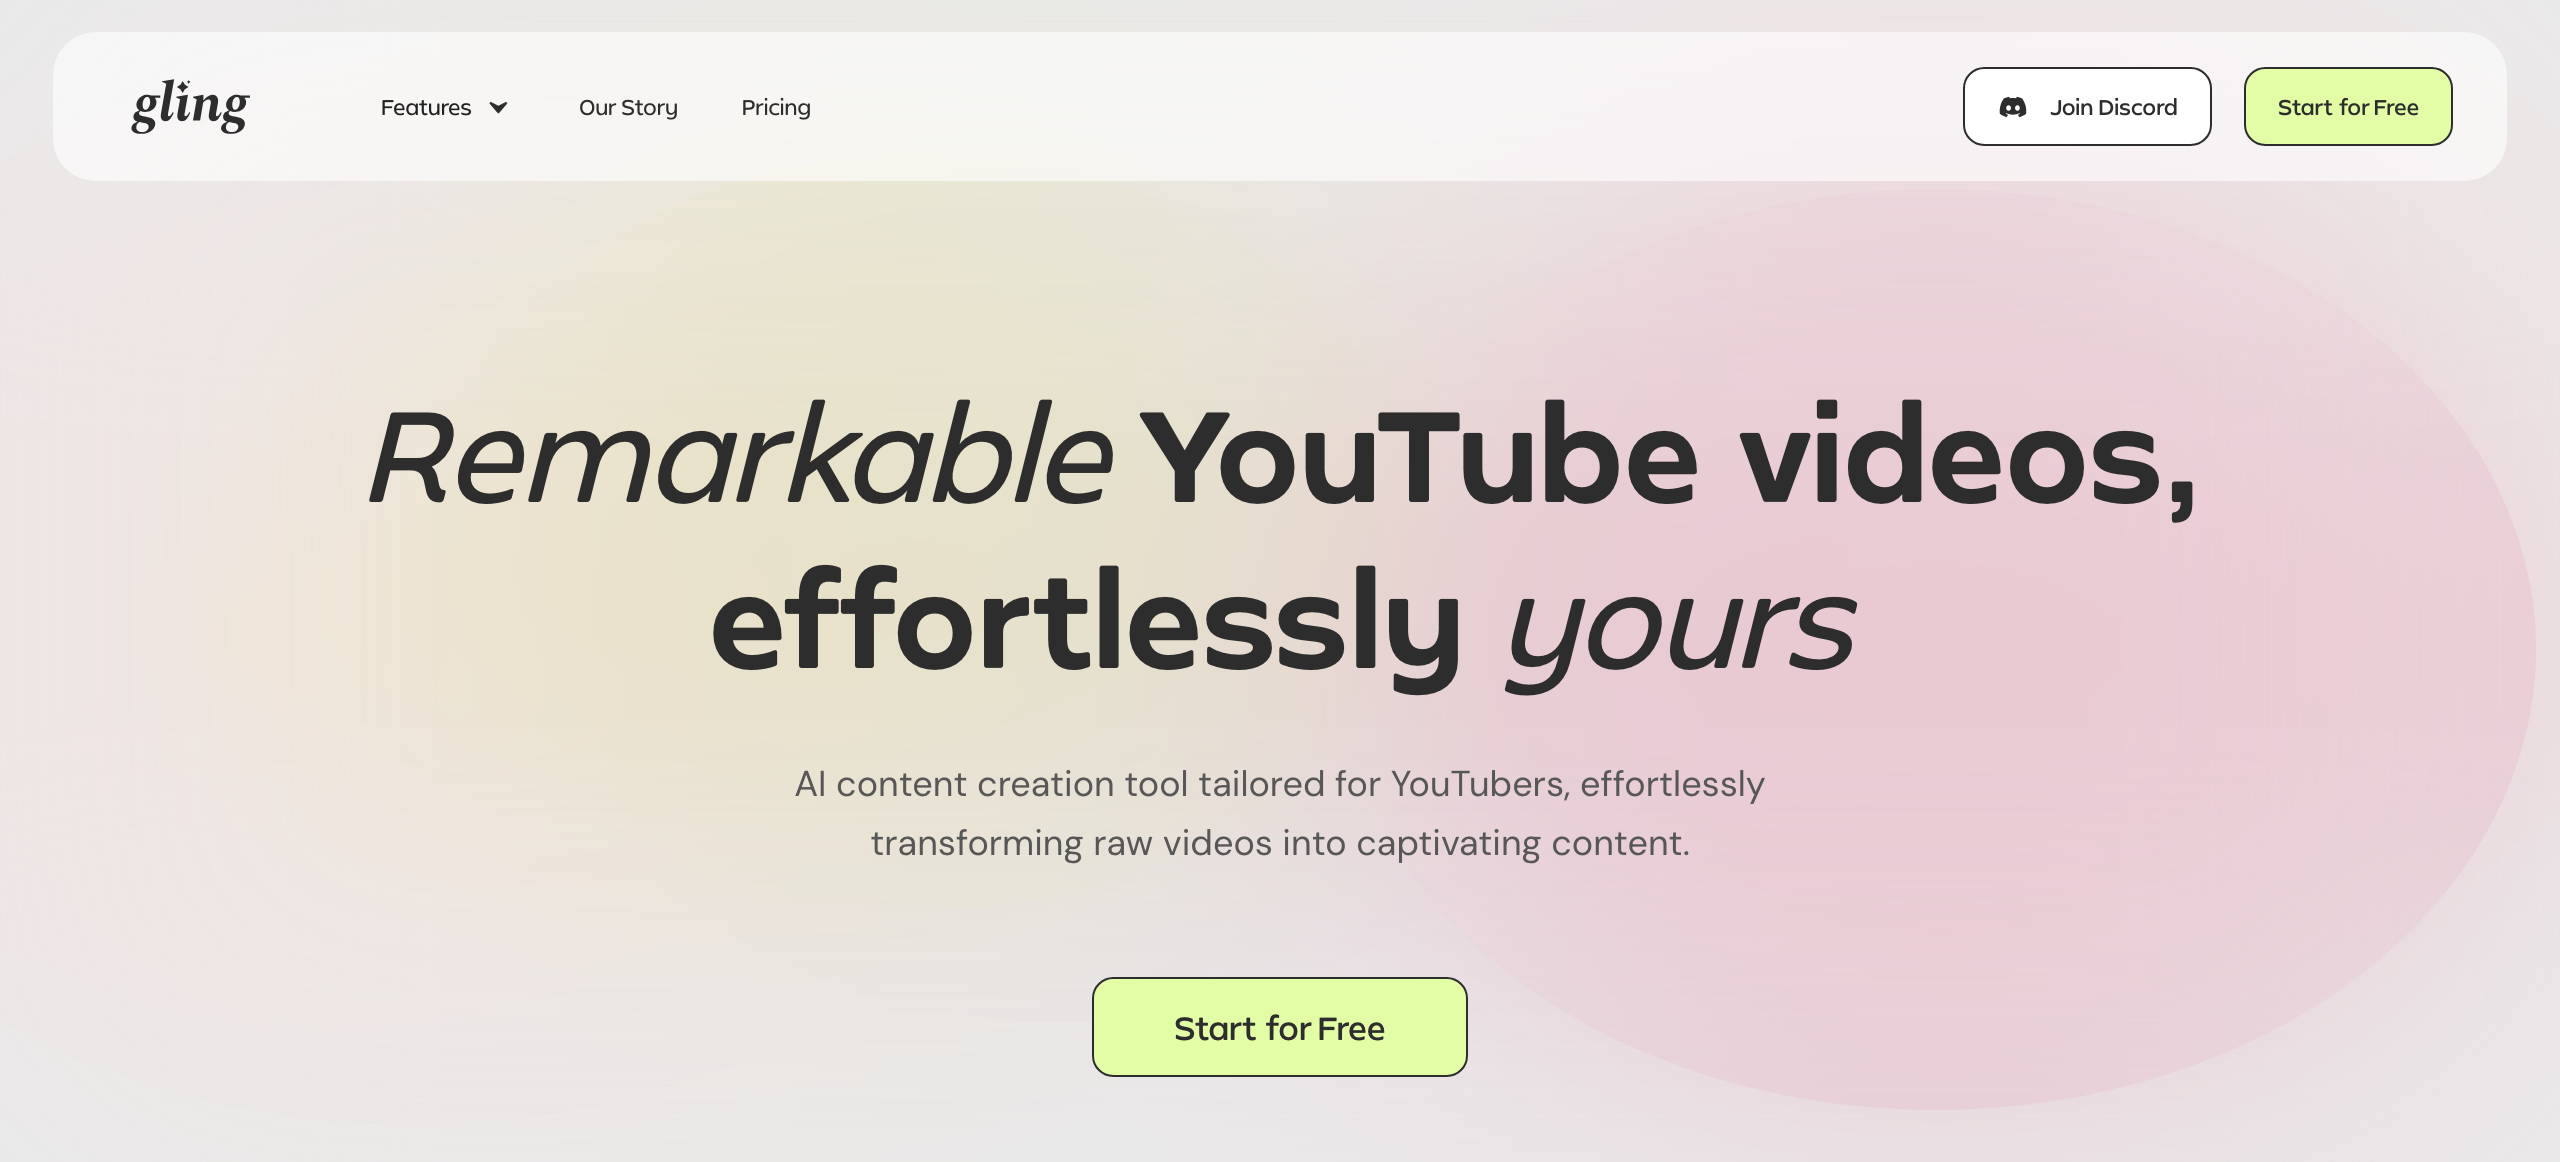 gling
Features
Our Story
Pricing
Join Discord
Start for Free
Remarkable YouTube videos,
effortlessly yours
AI content creation tool tailored for YouTubers, effortlessly
transforming raw videos into captivating content.
Start for Free